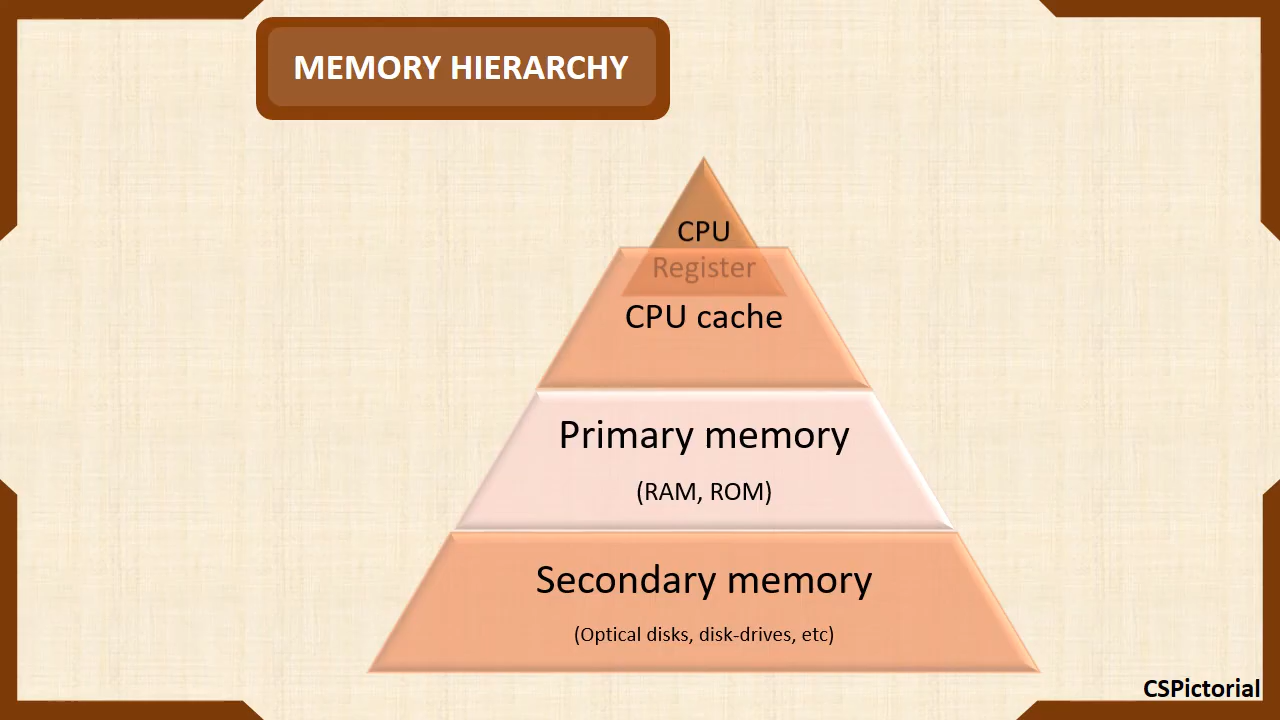 MEMORY HIERARCHY
CPU
Register
CPU cache
Primary memory
(RAM, ROM)
Secondary memory
(Optical disks, disk-drives, etc)
CSPictorial